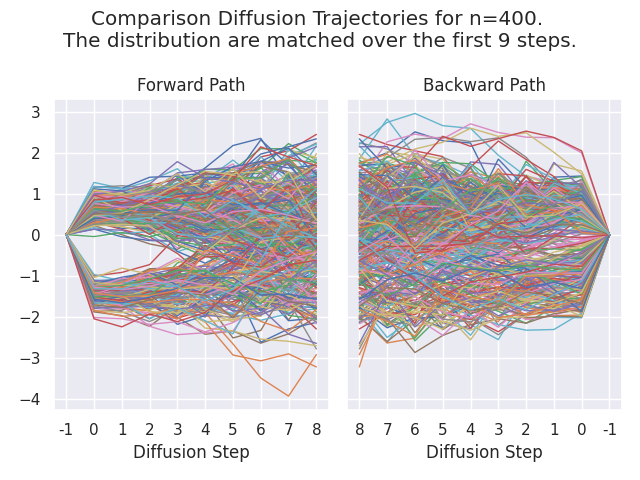 Comparison Diffusion Trajectories for n=400.
The distribution are matched over the first 9 steps.
Forward Path
Backward Path
3
2
1
0
−1
−2
−3
−4
-1 0 1 2 3 4 5 6 7 8
8 7 6 5 4 3 2 1 0 -1
Diffusion Step
Diffusion Step